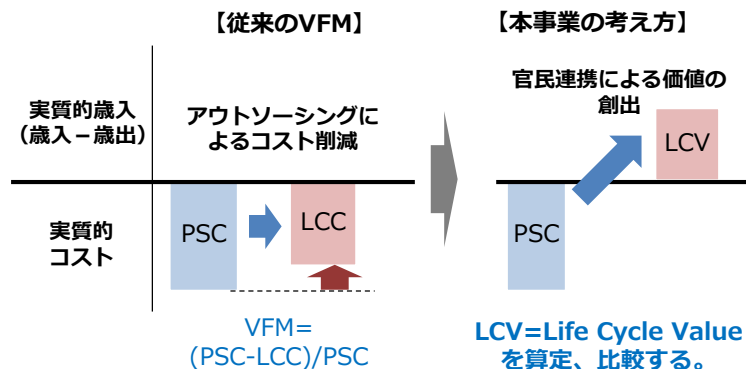 【従来のVFM】
【本事業の考え方】
実質的歳入
（歳入－歳出）
アウトソーシングに
よるコスト削減
官民連携による価値の
創出
LCV
実質的
コスト
PSC
LCC
PSC
VFM=
(PSC-LCC)/PSC
LCV=Life Cycle Value
を算定、比較する。